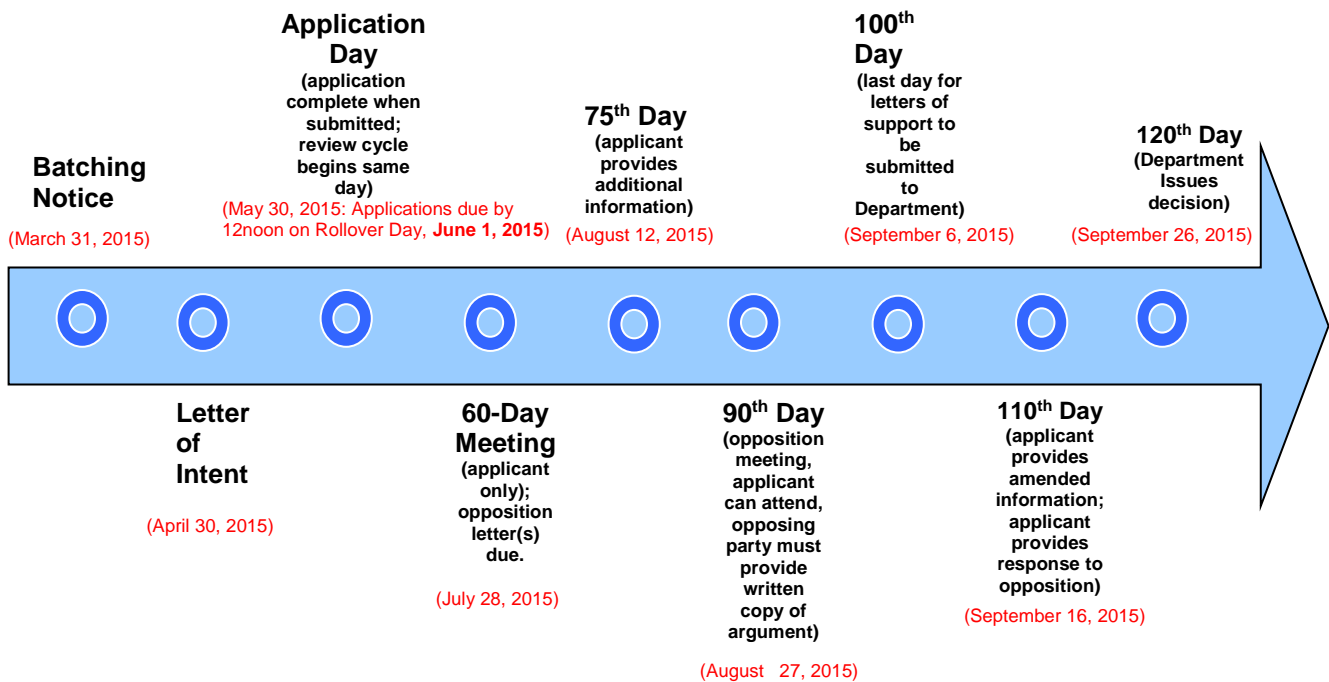 Batching
Notice
(March 31, 2015)
Letter
of
Intent
(April 30, 2015)
Application
Day
(application
complete when
submitted;
review cycle
begins same
day)
(May 30, 2015: Applications due by
12noon on Rollover Day, June 1, 2015)
60-Day
Meeting
(applicant
only);
opposition
letter(s)
due.
(July 28, 2015)
75th Day
(applicant
provides
additional
information)
(August 12, 2015)
90th Day
(opposition
meeting,
applicant
can attend,
opposing
party must
provide
written
copy of
argument)
(August 27, 2015)
100th
Day
(last day for
letters of
support to
be
submitted
to
Department)
(September 6, 2015)
110th Day
(applicant
provides
amended
information;
applicant
provides
response to
opposition)
(September 16, 2015)
120th Day
(Department
Issues
decision)
(September 26, 2015)